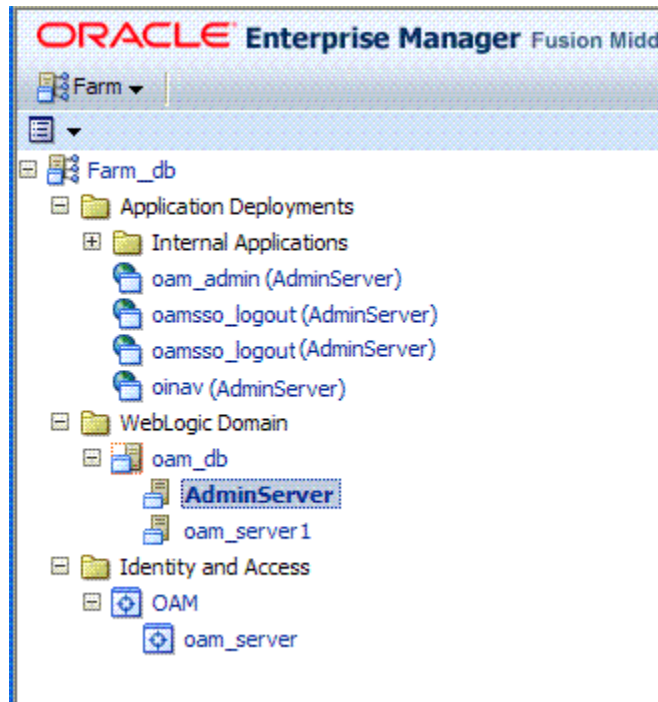 ORACLE Enterprise Manager Fusion Midd
Farm
Farm_db
Application Deployments
Internal Applications
oam_admin (AdminServer)
oamsso_logout (AdminServer)
oamsso_logout (AdminServer)
oinav (AdminServer)
WebLogic Domain
oam_db
AdminServer
oam_server1
Identity and Access
OAM
oam_server